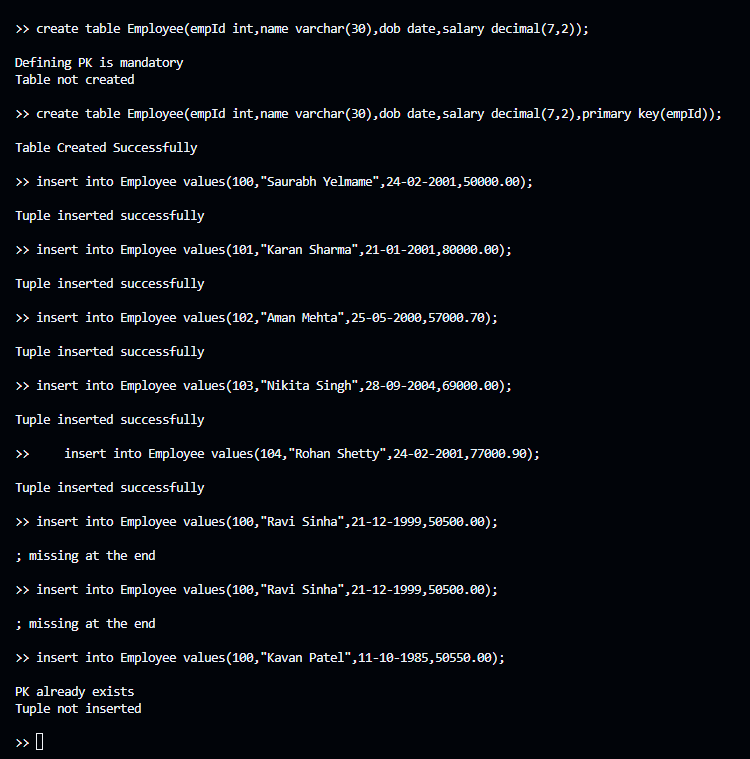 >> create table Employee(empId int,name varchar(30),dob date,salary decimal(7,2));
Defining PK is mandatory
Table not created
>> create table Employee(empId int,name varchar(30),dob date,salary decimal(7,2),primary key(empId));
Table Created Successfully
>> insert into Employee values(100,"Saurabh Yelmame",24-02-2001,50000.00);
Tuple inserted successfully
>> insert into Employee values(101,"Karan Sharma",21-01-2001,80000.00);
Tuple inserted successfully
>> insert into Employee values(102,"Aman Mehta",25-05-2000,57000.70);
Tuple inserted successfully
>> insert into Employee values(103,"Nikita Singh",28-09-2004,69000.00);
Tuple inserted successfully
>>     insert into Employee values(104,"Rohan Shetty",24-02-2001,77000.90);
Tuple inserted successfully
>> insert into Employee values(100,"Ravi Sinha",21-12-1999,50500.00);
; missing at the end
>> insert into Employee values(100,"Ravi Sinha",21-12-1999,50500.00);
; missing at the end
>> insert into Employee values(100,"Kavan Patel",11-10-1985,50550.00);
PK already exists
Tuple not inserted
>>